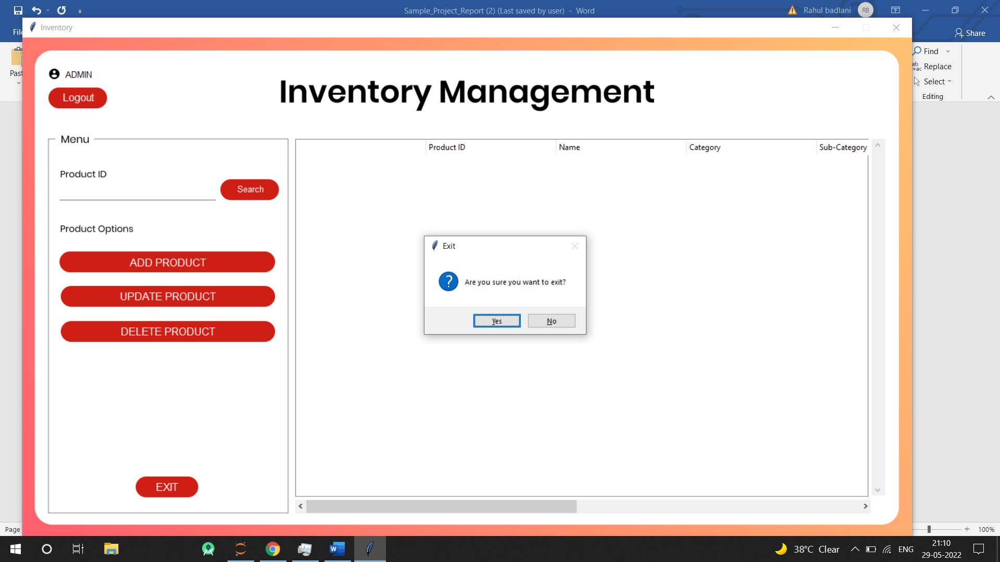 Sample_Project_Report (2) (Last saved by user) - Word
Rahul badlani
RB
Inventory
Share
Find
Replace
Select
Editing
ADMIN
Logout
Inventory Management
Menu
Product ID
Search
Product Options
ADD PRODUCT
UPDATE PRODUCT
DELETE PRODUCT
EXIT
Product ID Name Category Sub-Category
Exit
Are you sure you want to exit?
Yes No
Page
100%
38°C Clear
ENG
21:10
29-05-2022